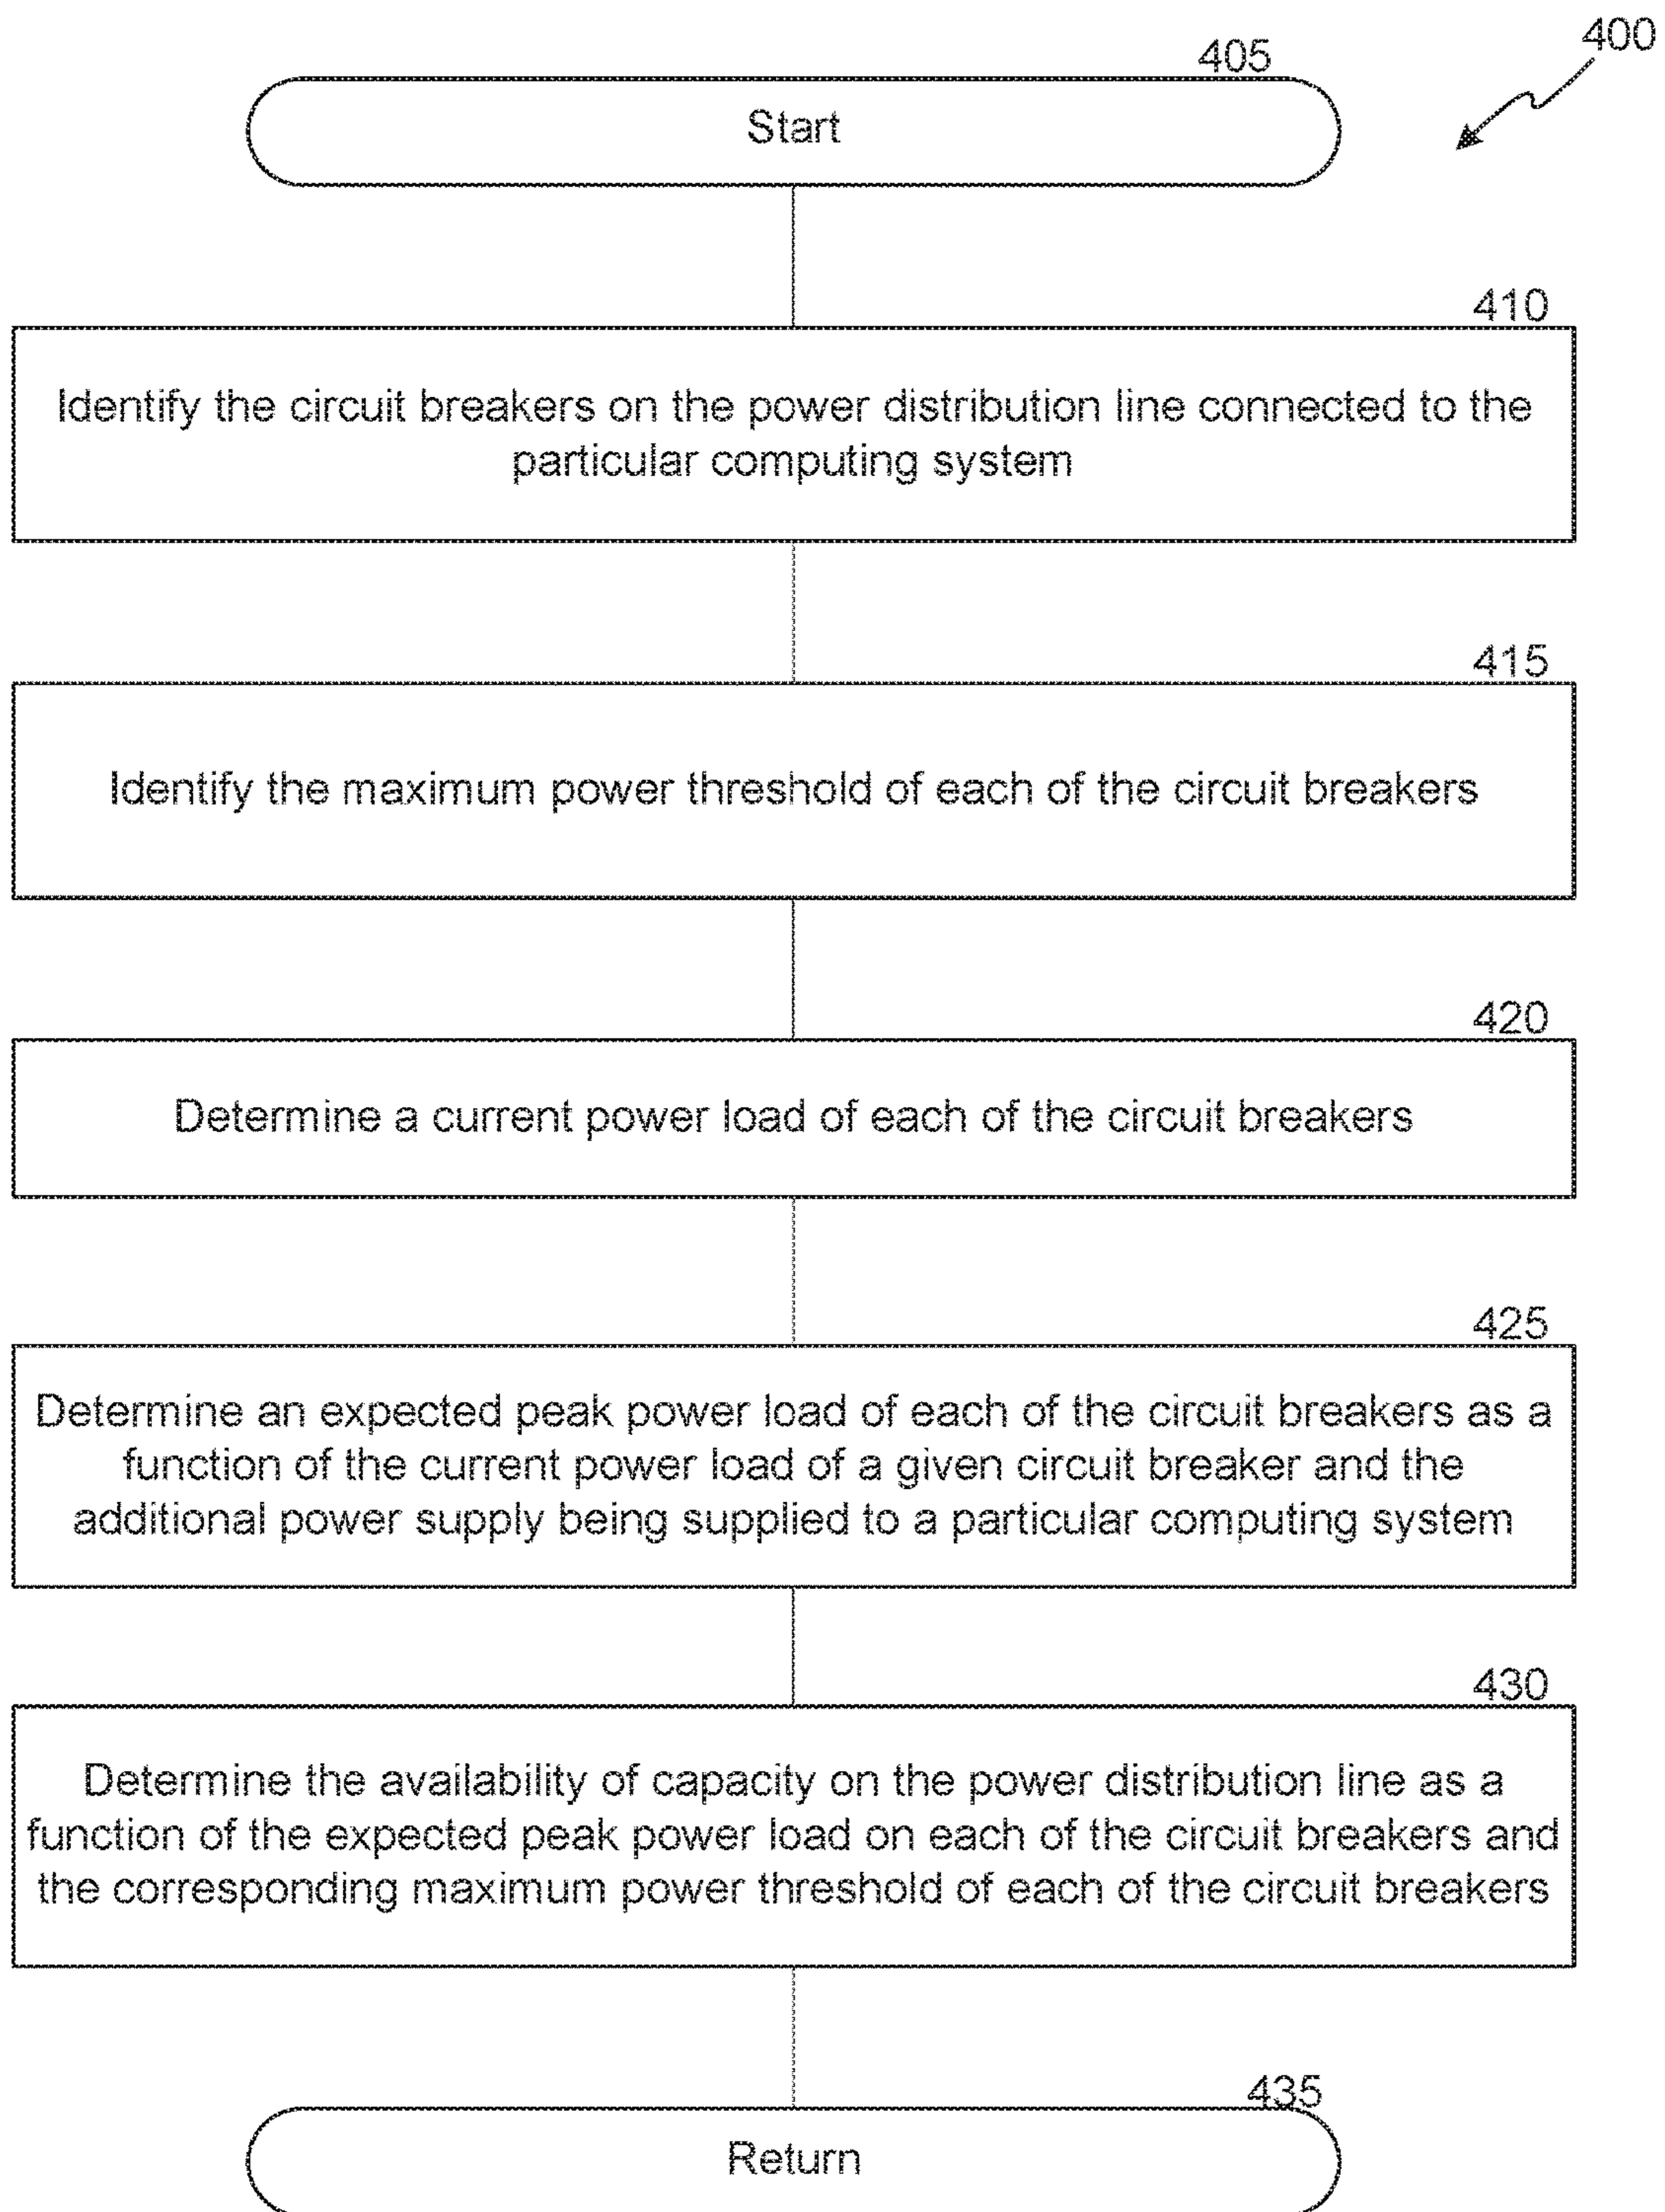 400
405
Start
410
Identify the circuit breakers on the power distribution line connected to the
particular computing system
415
Identify the maximum power threshold of each of the circuit breakers
420
Determine a current power load of each of the circuit breakers
425
Determine an expected peak power load of each of the circuit breakers as a
function of the current power load of a given circuit breaker and the
additional power supply being supplied to a particular computing system
430
Determine the availability of capacity on the power distribution line as a
function of the expected peak power load on each of the circuit breakers and
the corresponding maximum power threshold of each of the circuit breakers
435
Return